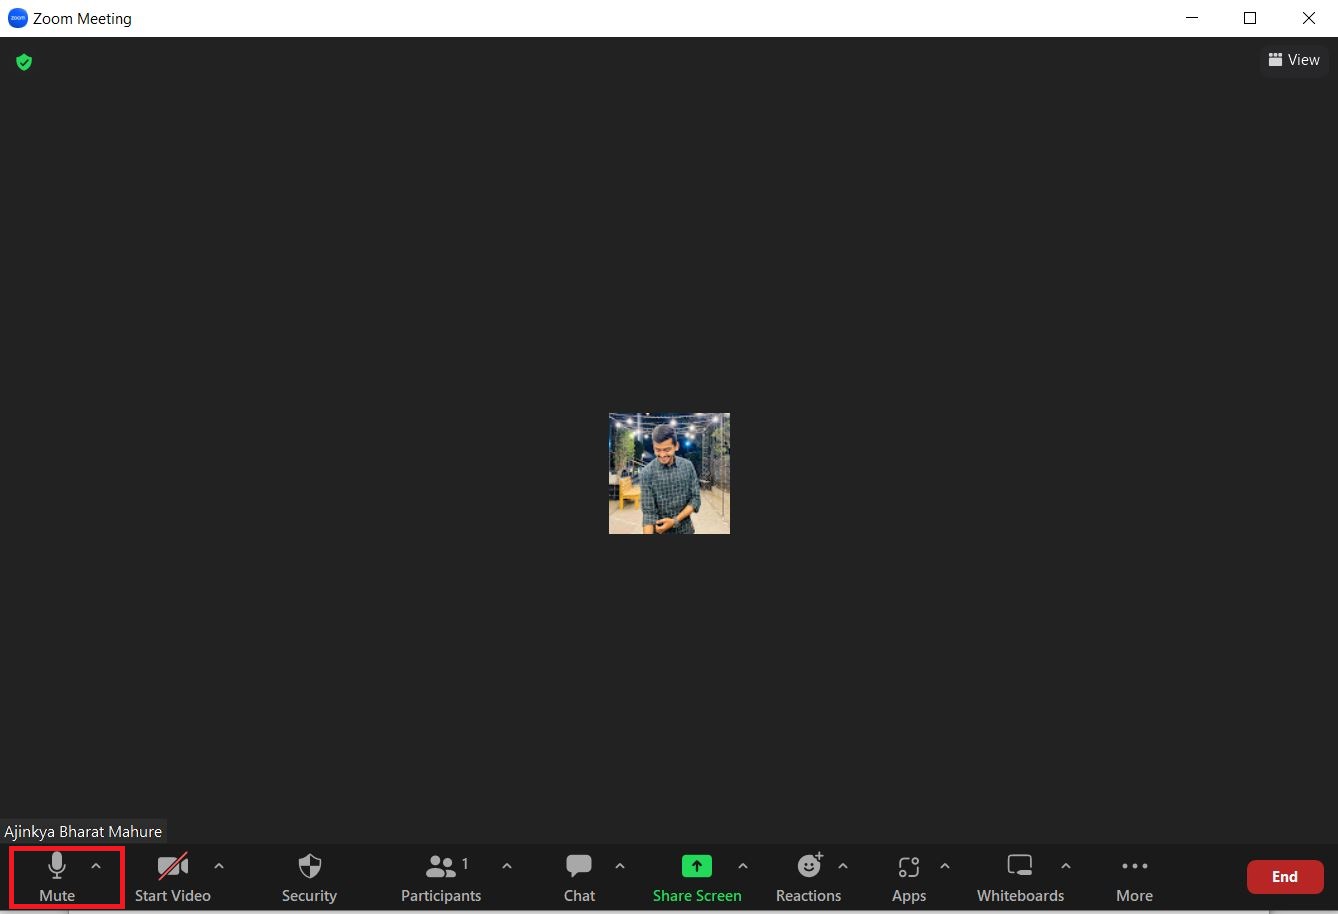 zoom Zoom Meeting
View
Ajinkya Bharat Mahure
1
Mute Start Video Security Participants Chat Share Screen Reactions Apps Whiteboards More End